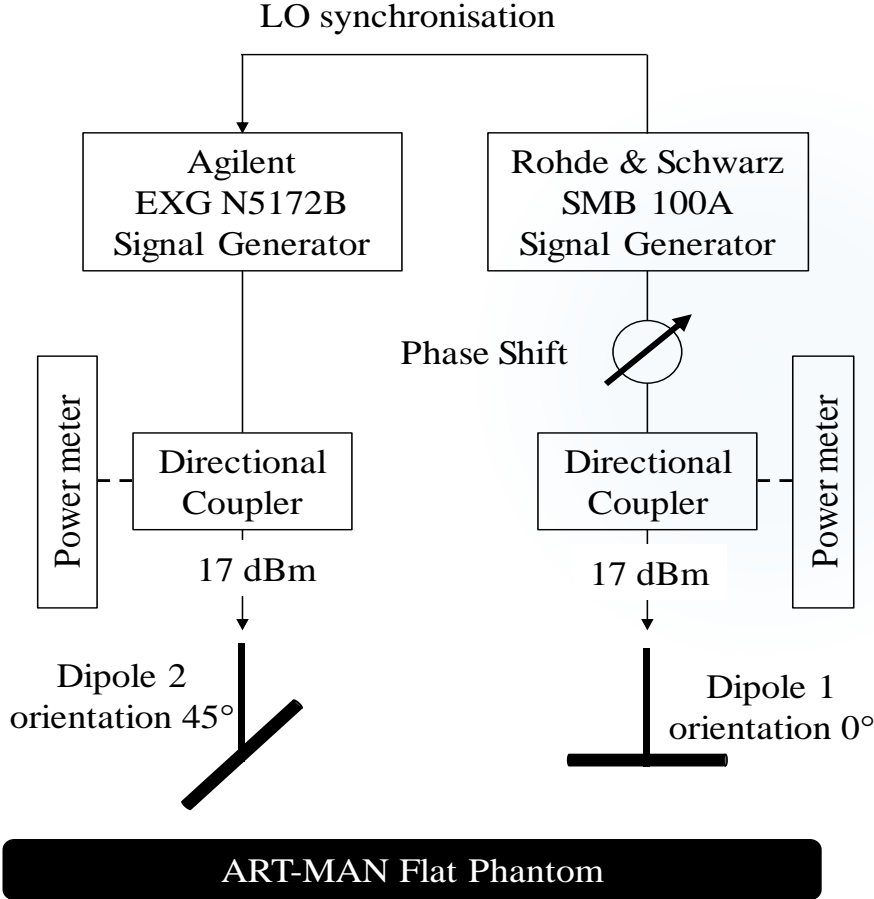 LO synchronisation
Agilent
EXG N5172B
Signal Generator
Rohde & Schwarz
SMB 100A
Signal Generator
Phase Shift
Power meter
Directional
Coupler
Directional
Coupler
Power meter
17 dBm
17 dBm
Dipole 2
orientation 45°
Dipole 1
orientation 0°
ART-MAN Flat Phantom